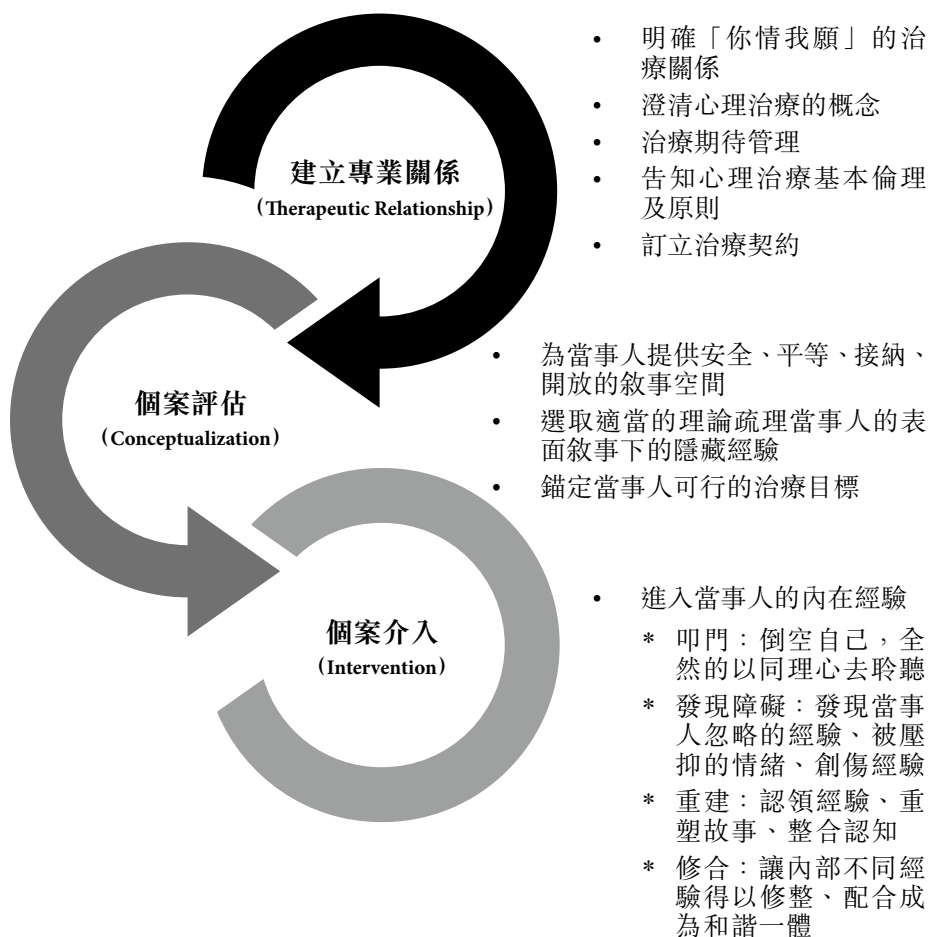 建立專業關係
(Therapeutic Relationship)
• 明確「你情我願」的治
療關係
• 澄清心理治療的概念
• 治療期待管理
• 告知心理治療基本倫理
及原則
• 訂立治療契約
個案評估
(Conceptualization)
• 為當事人提供安全、平等、接納、
開放的敘事空間
• 選取適當的理論疏理當事人的表
面敘事下的隱藏經驗
• 錨定當事人可行的治療目標
個案介入
(Intervention)
• 進入當事人的內在經驗
* 叩門：倒空自己，全
然的以同理心去聆聽
* 發現障礙：發現當事
人忽略的經驗、被壓
抑的情緒、創傷經驗
* 重建：認領經驗、重
塑故事、整合認知
* 修合：讓內部不同經
驗得以修整、配合成
為和諧一體